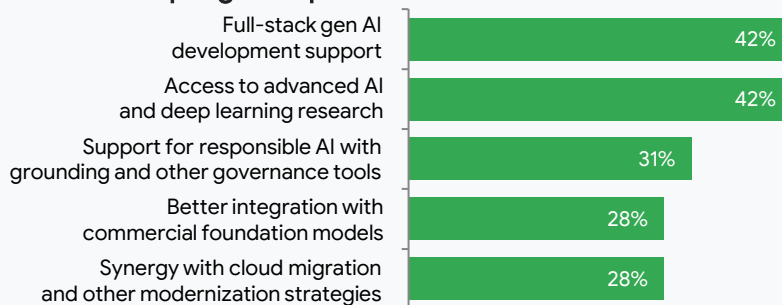 Full-stack gen AI
development support
42%
Access to advanced AI
and deep learning research
42%
Support for responsible AI with
grounding and other governance tools
31%
Better integration with
commercial foundation models
28%
Synergy with cloud migration
and other modernization strategies
28%